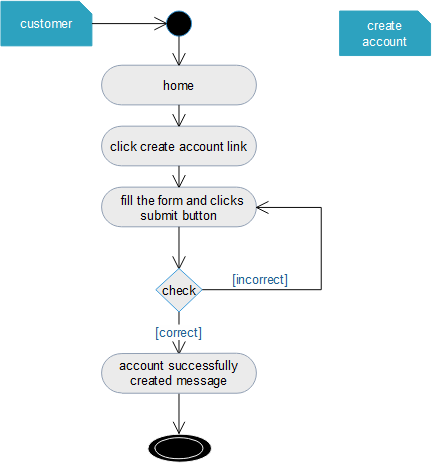 customer
create
account
home
click create account link
fill the form and clicks
submit button
check
[incorrect]
[correct]
account successfully
created message